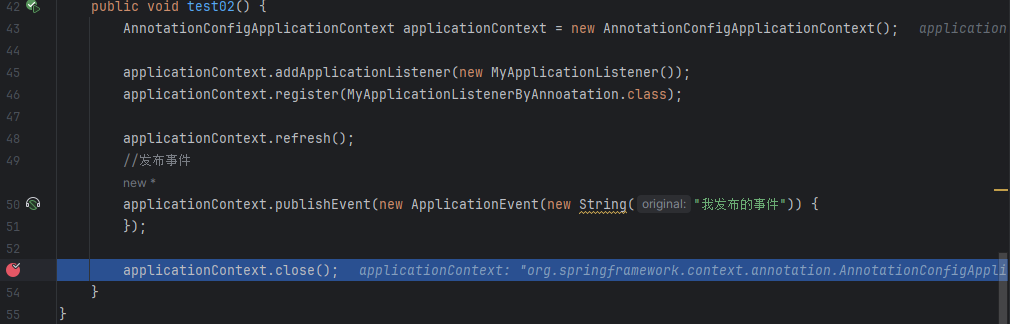 42 public void test02() {
43 AnnotationConfigApplicationContext applicationContext = new AnnotationConfigApplicationContext(); application
44
45 applicationContext.addApplicationListener(new MyApplicationListener());
46 applicationContext.register(MyApplicationListenerByAnnoatation.class);
47
48 applicationContext.refresh();
49 //发布事件
new *
50 applicationContext.publishEvent(new ApplicationEvent(new String( original: "我发布的事件")) {
51 });
52
applicationContext.close(); applicationContext: "org.springframework.context.annotation.AnnotationConfigAppli
54 }
55 }